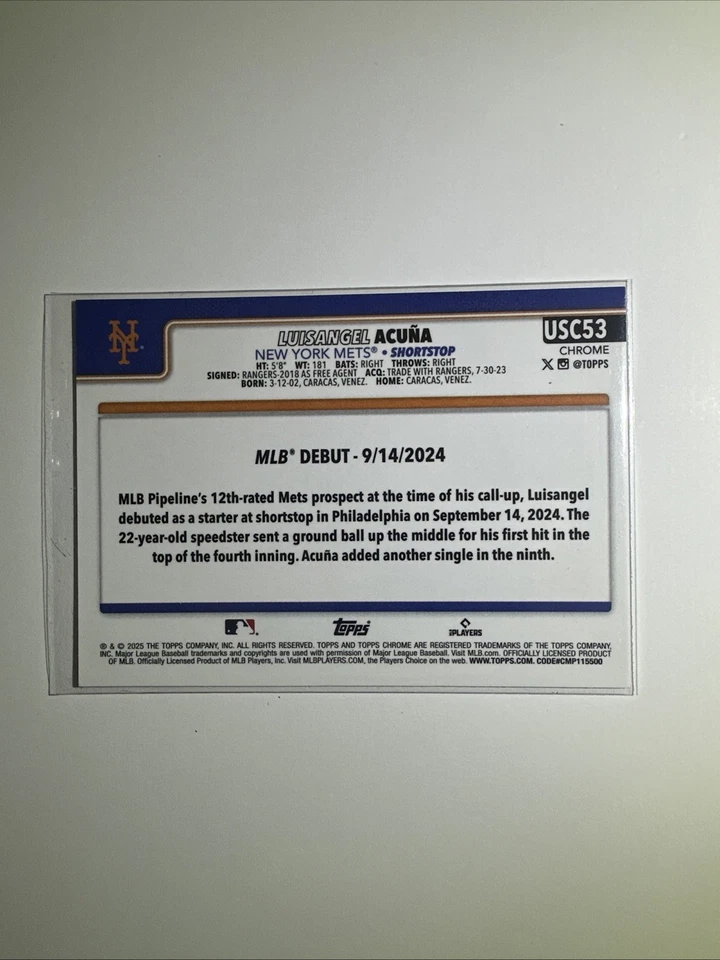 NY
LUISANGEL ACUÑA
USC53
NEW YORK METS® • SHORTSTOP
CHROME
HT: 5'8" WT: 181 BATS: RIGHT THROWS: RIGHT
X @TOPPS
SIGNED: RANGERS-2018 AS FREE AGENT ACQ: TRADE WITH RANGERS, 7-30-23
BORN: 3-12-02, CARACAS, VENEZ. HOME: CARACAS, VENEZ.
MLB® DEBUT - 9/14/2024
MLB Pipeline's 12th-rated Mets prospect at the time of his call-up, Luisangel
debuted as a starter at shortstop in Philadelphia on September 14, 2024. The
22-year-old speedster sent a ground ball up the middle for his first hit in the
top of the fourth inning. Acuña added another single in the ninth.
Topps
PLAYERS
® & © 2025 THE TOPPS COMPANY, INC. ALL RIGHTS RESERVED. TOPPS AND TOPPS CHROME ARE REGISTERED TRADEMARKS OF THE TOPPS COMPANY,
INC. Major League Baseball trademarks and copyrights are used with permission of Major League Baseball. Visit MLB.com. OFFICIALLY LICENSED PRODUCT
OF MLB. Officially Licensed Product of MLB Players, Inc. Visit MLBPLAYERS.COM, the Players Choice on the web. WWW.TOPPS.COM. CODE#CMP115500